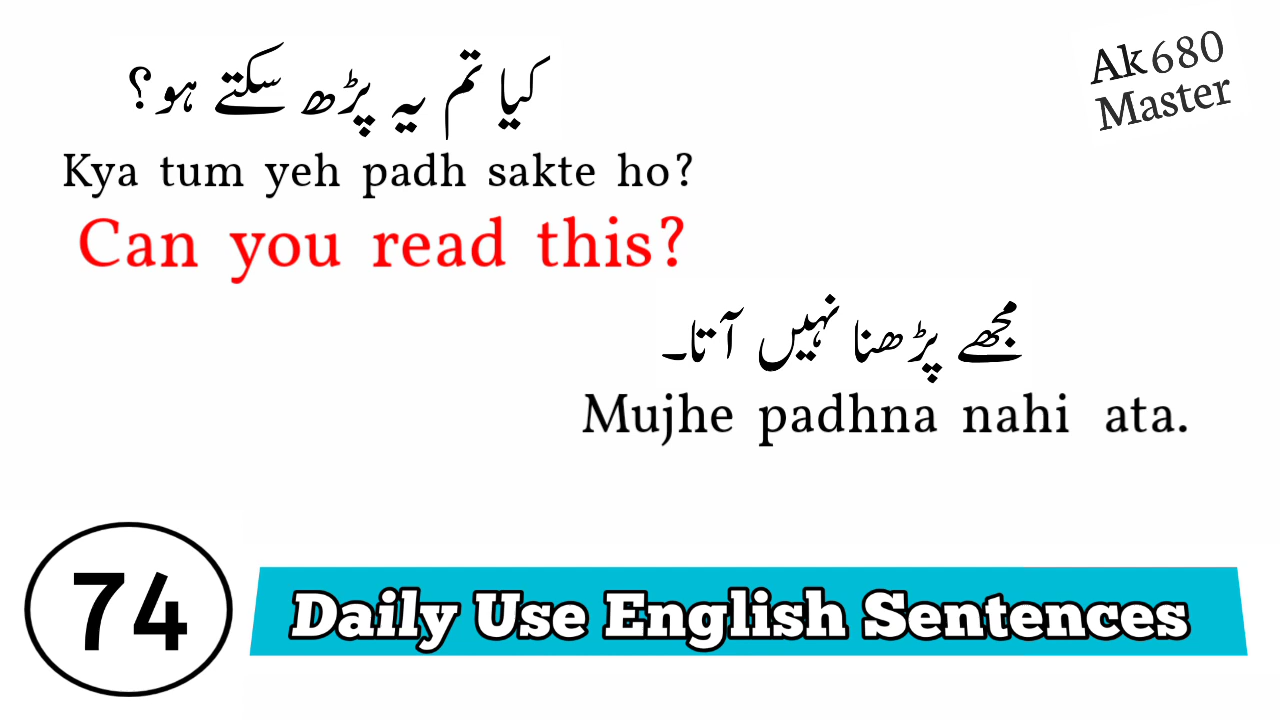 کیا تم یہ پڑھ سکتے ہو؟
Kya tum yeh padh sakte ho?
Can you read this?
مجھے پڑھنا نہیں آتا۔
Mujhe padhna nahi ata.
Ak680
Master
74
Daily Use English Sentences